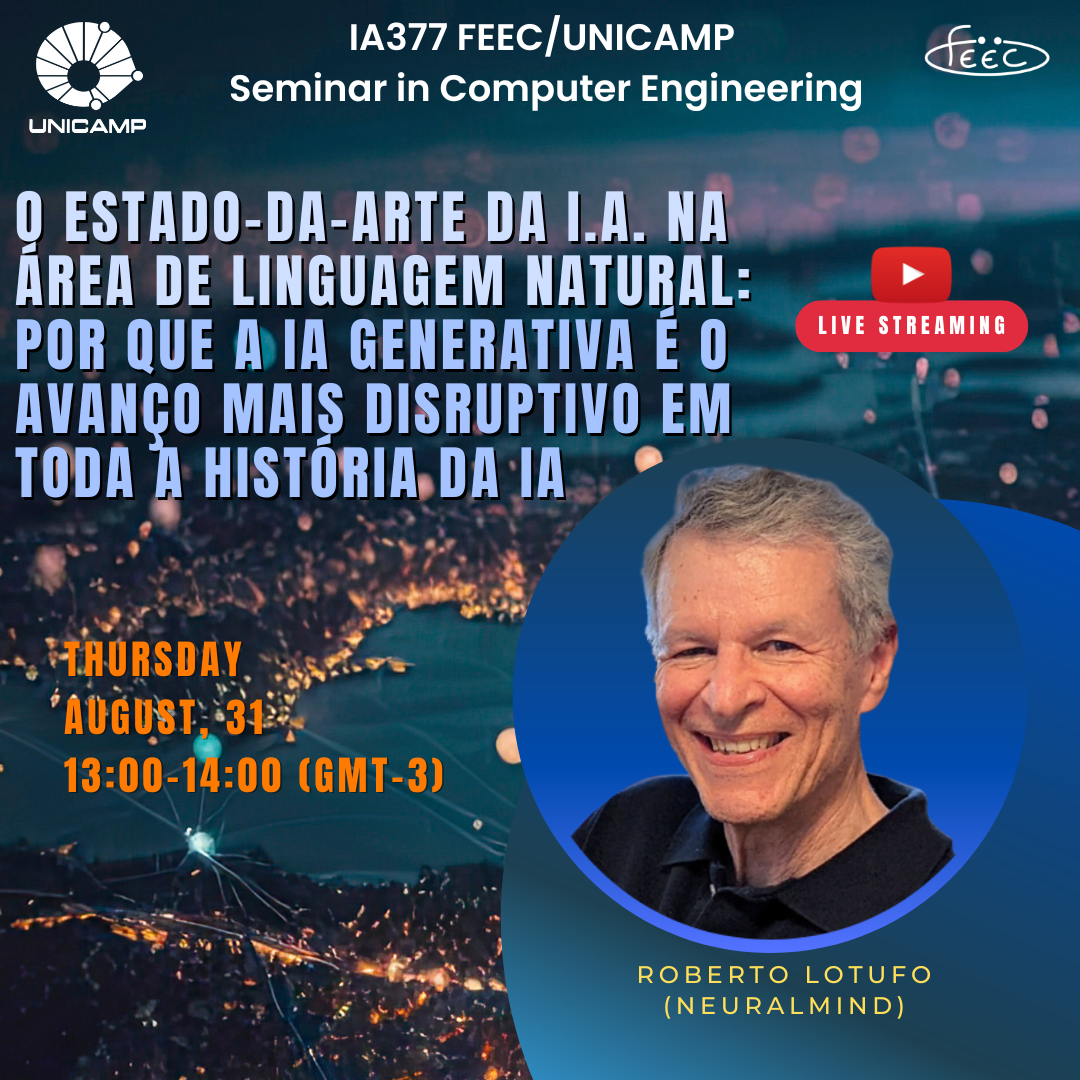 IA377 FEEC/UNICAMP
Seminar in Computer Engineering
UNICAMP
FEEC
O ESTADO-DA-ARTE DA I.A. NA
ÁREA DE LINGUAGEM NATURAL:
POR QUE A IA GENERATIVA É O
AVANÇO MAIS DISRUPTIVO EM
TODA A HISTÓRIA DA IA
LIVE STREAMING
THURSDAY
AUGUST, 31
13:00-14:00 (GMT-3)
ROBERTO LOTUFO
(NEURALMIND)